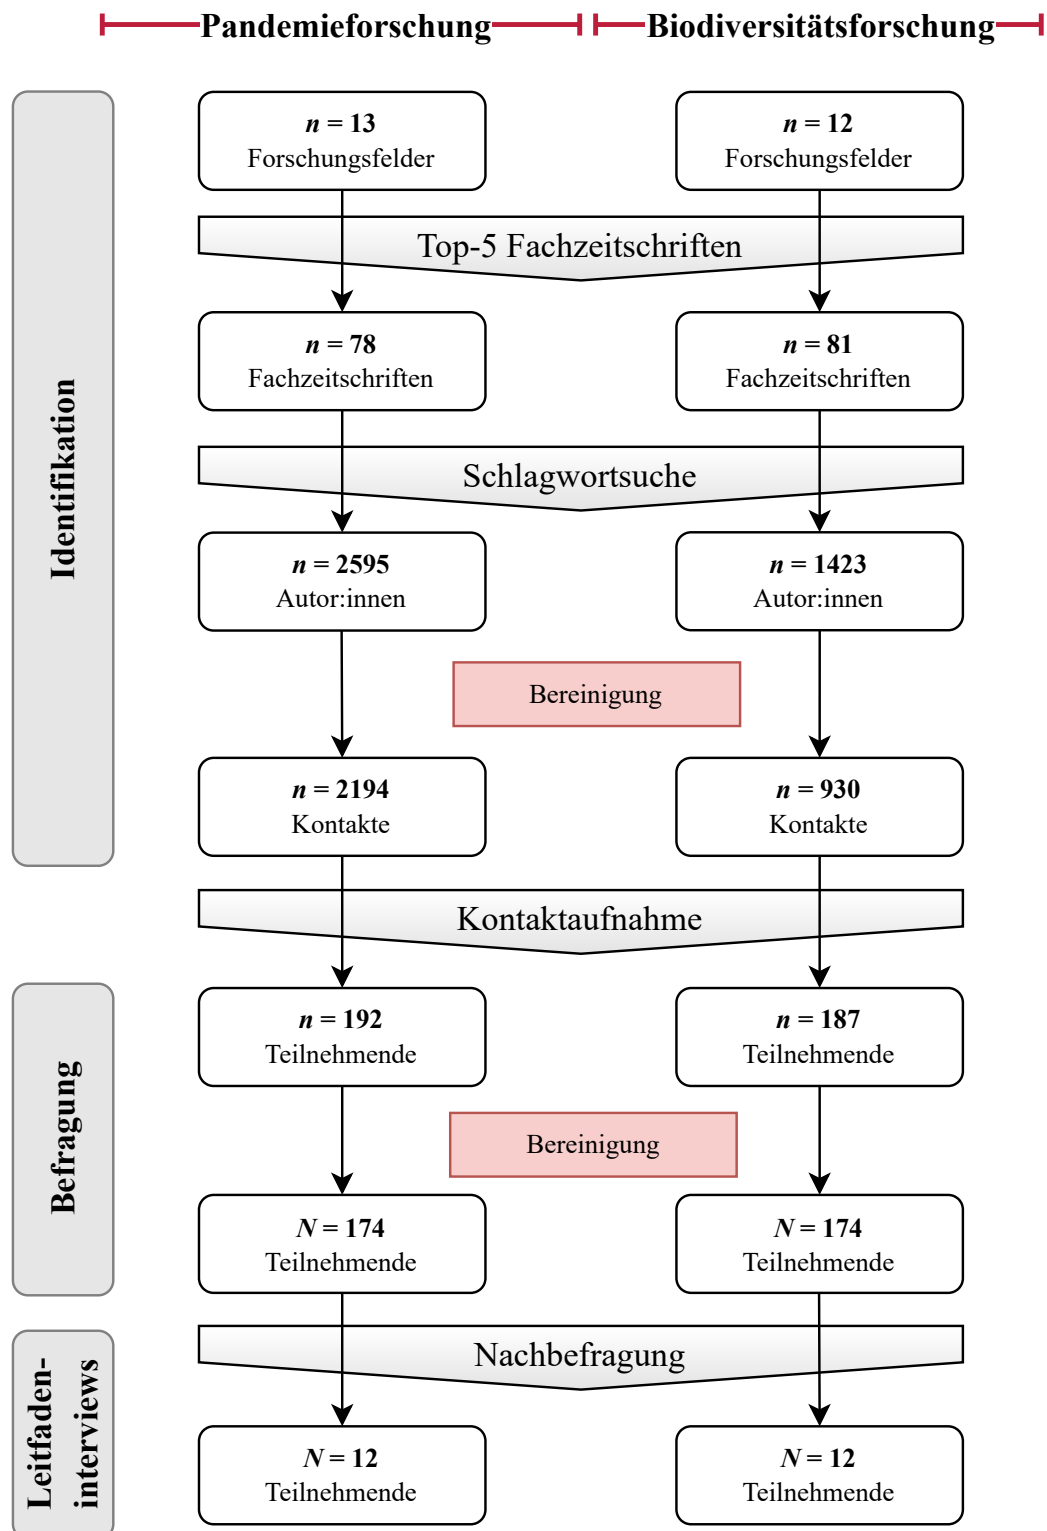 Pandemieforschung
Biodiversitätsforschung
Identifikation
n = 13
Forschungsfelder
n = 12
Forschungsfelder
Top-5 Fachzeitschriften
n = 78
Fachzeitschriften
n = 81
Fachzeitschriften
Schlagwortsuche
n = 2595
Autor:innen
n = 1423
Autor:innen
Bereinigung
n = 2194
Kontakte
n = 930
Kontakte
Kontaktaufnahme
Befragung
n = 192
Teilnehmende
n = 187
Teilnehmende
Bereinigung
N = 174
Teilnehmende
N = 174
Teilnehmende
Leitfaden-
interviews
Nachbefragung
N = 12
Teilnehmende
N = 12
Teilnehmende